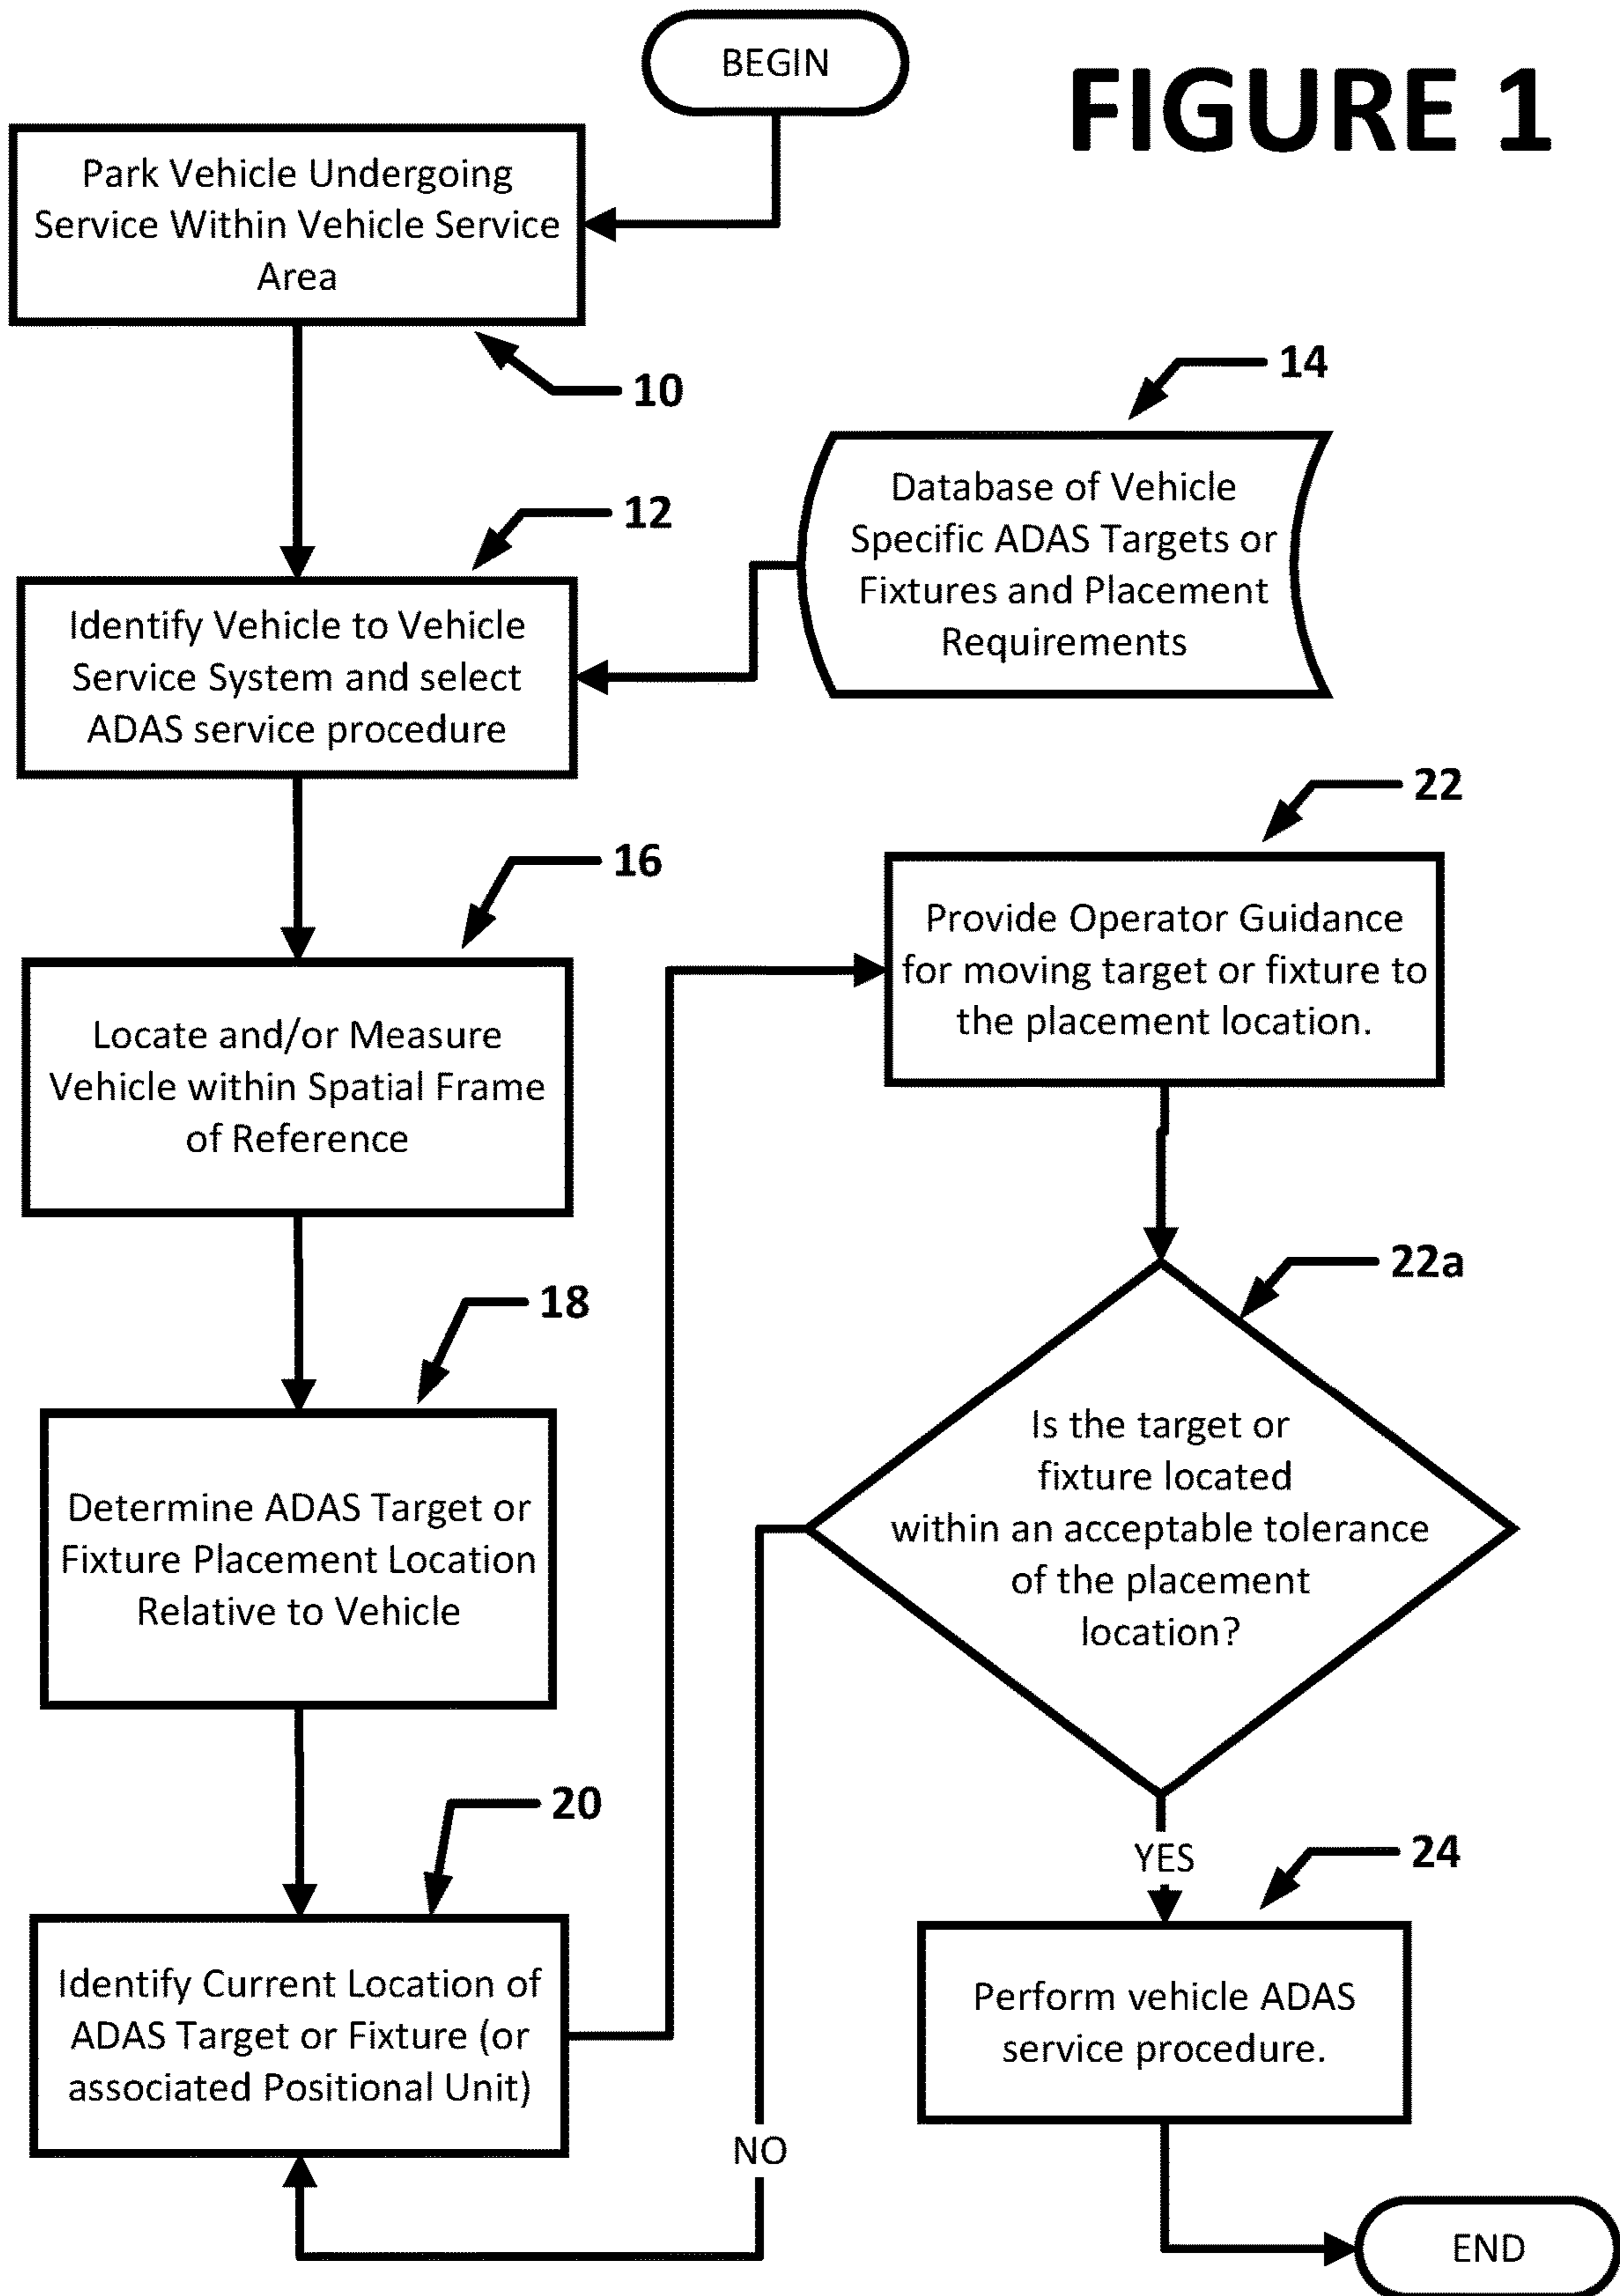 BEGIN
FIGURE 1
Park Vehicle Undergoing
Service Within Vehicle Service
Area
10
14
12
Database of Vehicle
Specific ADAS Targets or
Fixtures and Placement
Requirements
Identify Vehicle to Vehicle
Service System and select
ADAS service procedure
16
Locate and/or Measure
Vehicle within Spatial Frame
of Reference
18
Determine ADAS Target or
Fixture Placement Location
Relative to Vehicle
20
Identify Current Location of
ADAS Target or Fixture (or
associated Positional Unit)
22
Provide Operator Guidance
for moving target or fixture to
the placement location.
22a
Is the target or
fixture located
within an acceptable tolerance
of the placement
location?
NO
YES
24
Perform vehicle ADAS
service procedure.
END